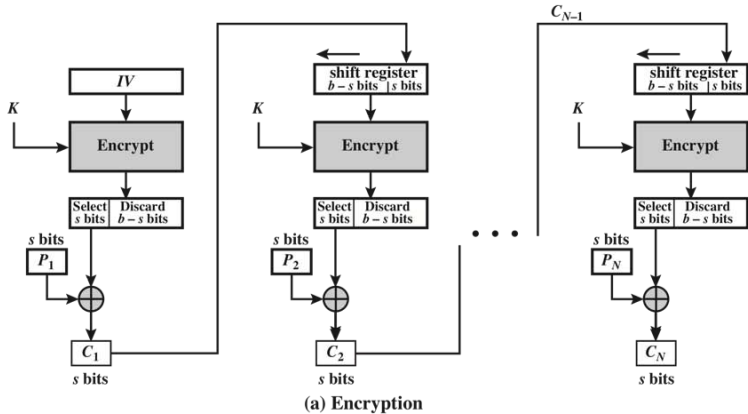 C_{N-1}
IV
shift register
b – s bits | s bits
shift register
b – s bits | s bits
K
K
K
Encrypt
Encrypt
Encrypt
Select
s bits
Discard
b – s bits
Select
s bits
Discard
b – s bits
Select
s bits
Discard
b – s bits
s bits
P_1
s bits
P_2
• • •
s bits
P_N
C_1
s bits
C_2
s bits
C_N
s bits
(a) Encryption